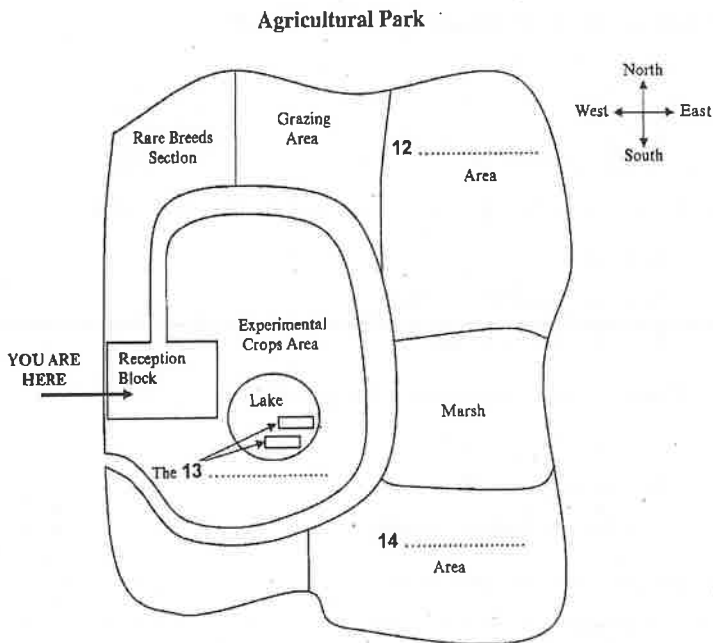 Agricultural Park
North
West East
South
Rare Breeds
Section
Grazing
Area
12 ..............................
Area
Experimental
Crops Area
YOU ARE
HERE
Reception
Block
Lake
Marsh
The 13 ..............................
14 ..............................
Area